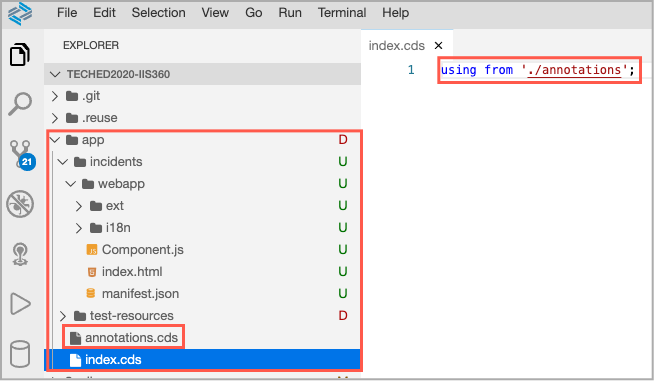 File Edit Selection View Go Run Terminal Help
EXPLORER
TECHED2020-IIS360
.git
.reuse
app D
incidents U
webapp U
ext U
i18n U
Component.js U
index.html U
manifest.json U
test-resources D
annotations.cds
index.cds
21
index.cds ×
1 using from './annotations';